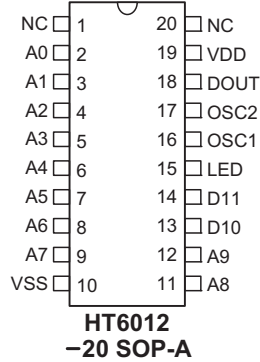 NC 1 20 NC
A0 2 19 VDD
A1 3 18 DOUT
A2 4 17 OSC2
A3 5 16 OSC1
A4 6 15 LED
A5 7 14 D11
A6 8 13 D10
A7 9 12 A9
VSS 10 11 A8
HT6012
−20 SOP-A